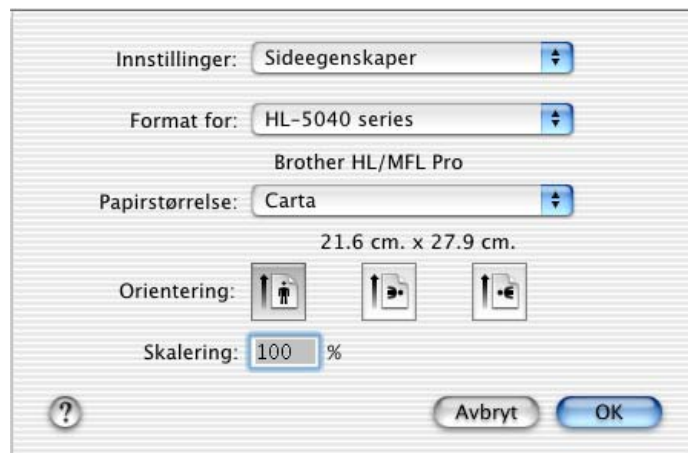 Innstillinger: Sideegenskaper
Format for: HL-5040 series
Brother HL/MFL Pro
Papirstørrelse: Carta
21.6 cm. x 27.9 cm.
Orientering:
Skalering: 100 %
? Avbryt OK